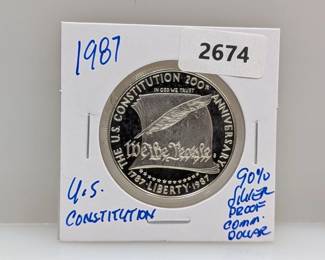 1987
2674
THE U.S. CONSTITUTION 200TH ANNIVERSARY
IN GOD WE TRUST
We the People
1787·LIBERTY·1987
U.S.
CONSTITUTION
90%
SILVER
PROOF
COMM.
DOLLAR